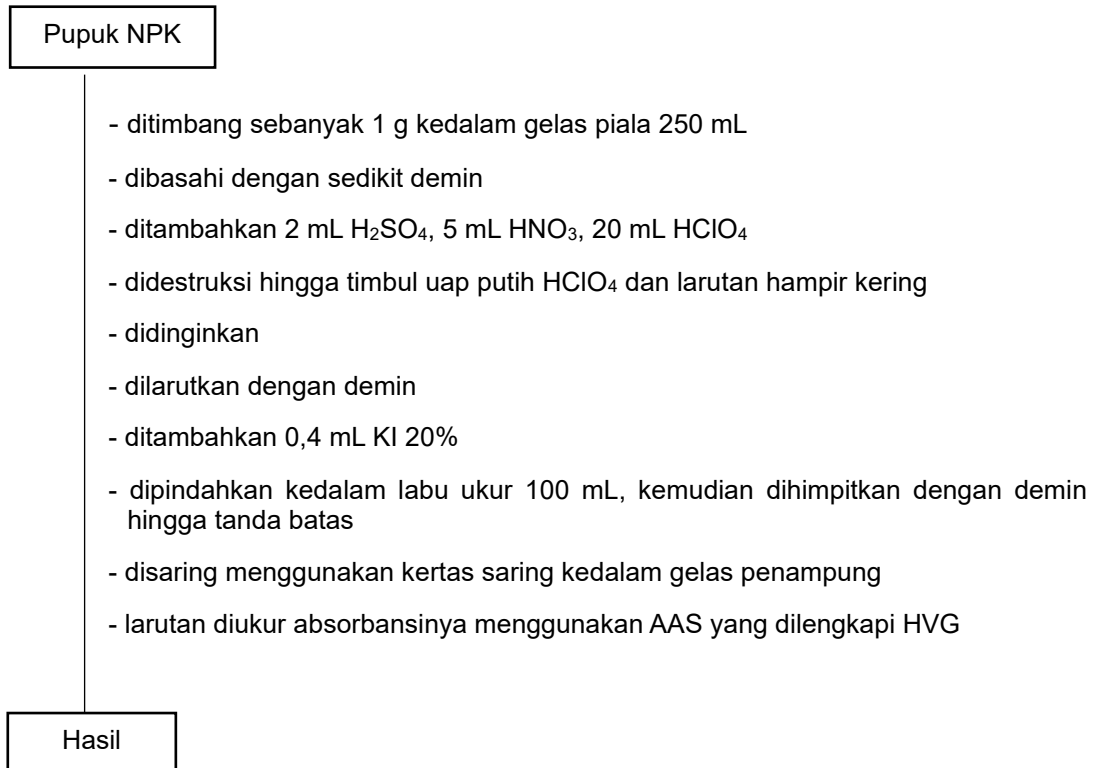 Pupuk NPK
- ditimbang sebanyak 1 g kedalam gelas piala 250 mL
- dibasahi dengan sedikit demin
- ditambahkan 2 mL H₂SO₄, 5 mL HNO₃, 20 mL HClO₄
- didestruksi hingga timbul uap putih HClO₄ dan larutan hampir kering
- didinginkan
- dilarutkan dengan demin
- ditambahkan 0,4 mL KI 20%
- dipindahkan kedalam labu ukur 100 mL, kemudian dihimpitkan dengan demin
hingga tanda batas
- disaring menggunakan kertas saring kedalam gelas penampung
- larutan diukur absorbansinya menggunakan AAS yang dilengkapi HVG
Hasil